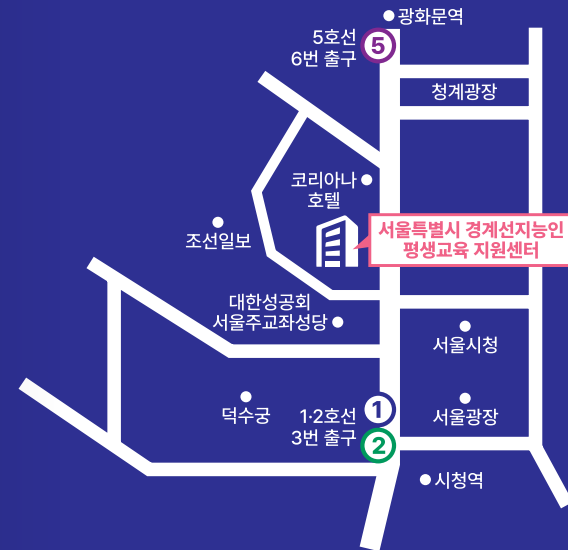 광화문역
5호선
6번 출구
5
청계광장
코리아나
호텔
서울특별시 경계선지능인
평생교육 지원센터
조선일보
대한성공회
서울주교좌성당
서울시청
덕수궁
1·2호선
3번 출구
1
2
서울광장
시청역